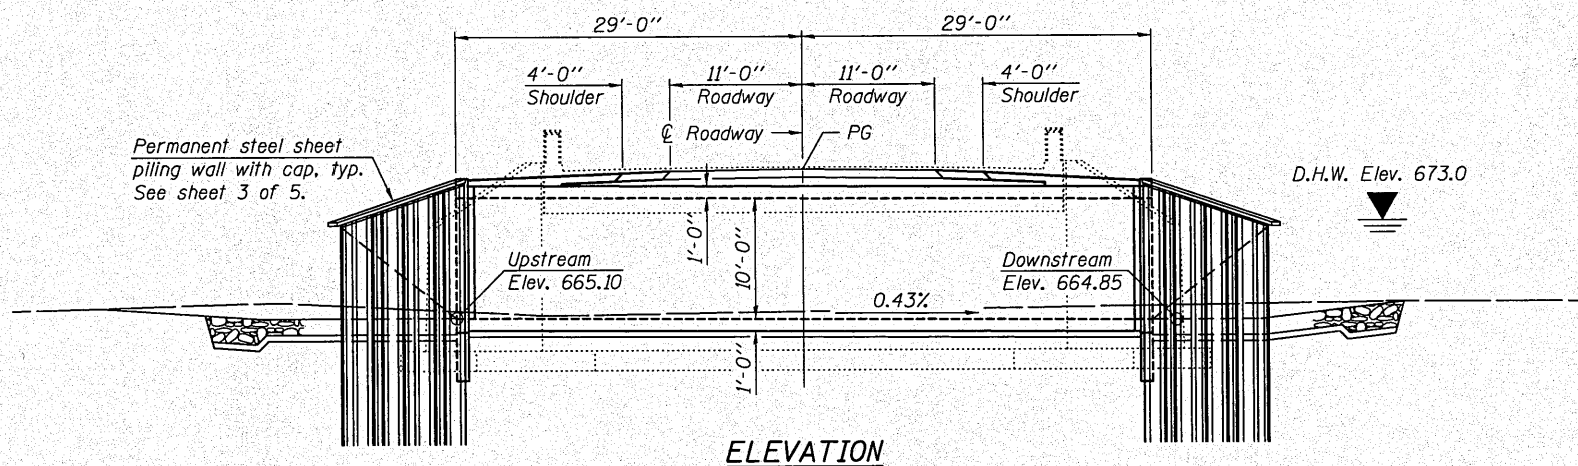 29'-0" 29'-0"
4'-0" 11'-0" 11'-0" 4'-0"
Shoulder Roadway Roadway Shoulder
℄ Roadway PG
Permanent steel sheet
piling wall with cap, typ.
See sheet 3 of 5.
D.H.W. Elev. 673.0
1'-0"
10'-0"
Upstream
Elev. 665.10
Downstream
Elev. 664.85
0.43%
1'-0"
ELEVATION